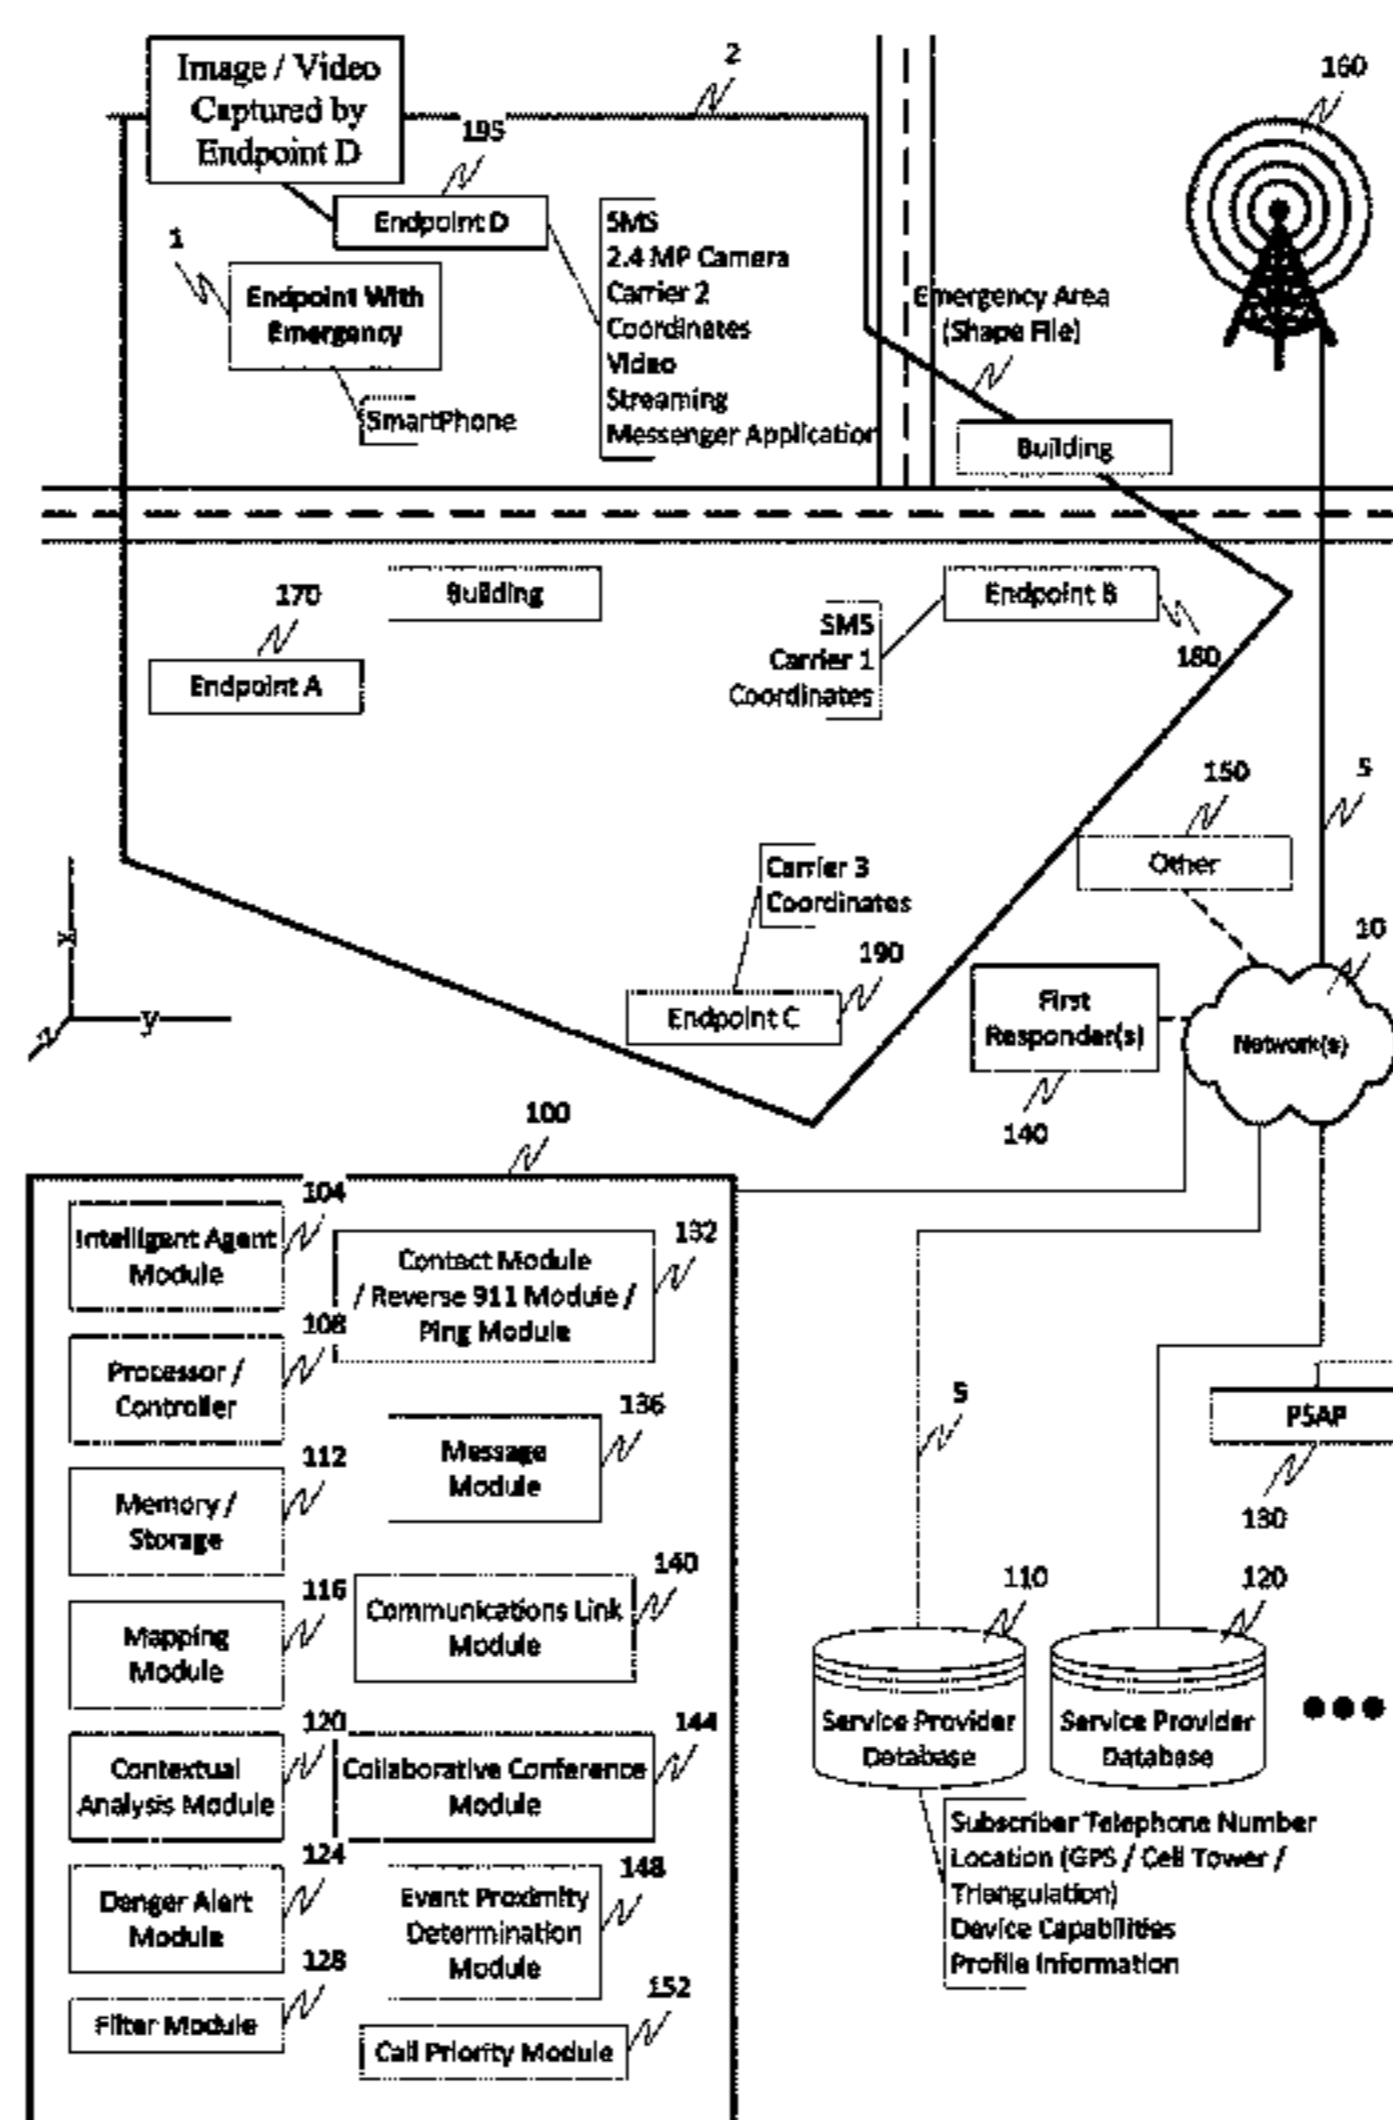 Image / Video
Captured by
Endpoint D
2
195
160
Endpoint D
1
Endpoint With
Emergency
SmartPhone
SMS
2.4 MP Camera
Carrier 2
Coordinates
Video
Streaming
Messenger Application
Emergency Area
(Shape File)
Building
Building
170
Endpoint A
Endpoint B
SMS
Carrier 1
Coordinates
180
150
5
Other
Carrier 3
Coordinates
190
Endpoint C
x
y
z
10
First
Responder(s)
Network(s)
140
100
104
Intelligent Agent
Module
132
Contact Module
/ Reverse 911 Module /
Ping Module
108
Processor /
Controller
136
Message
Module
5
PSAP
130
112
Memory /
Storage
140
Communications Link
Module
110
120
116
Mapping
Module
Service Provider
Database
Service Provider
Database
120
Contextual
Analysis Module
144
Collaborative Conference
Module
Subscriber Telephone Number
Location (GPS / Cell Tower /
Triangulation)
Device Capabilities
Profile Information
124
Danger Alert
Module
148
Event Proximity
Determination
Module
128
Filter Module
152
Call Priority Module